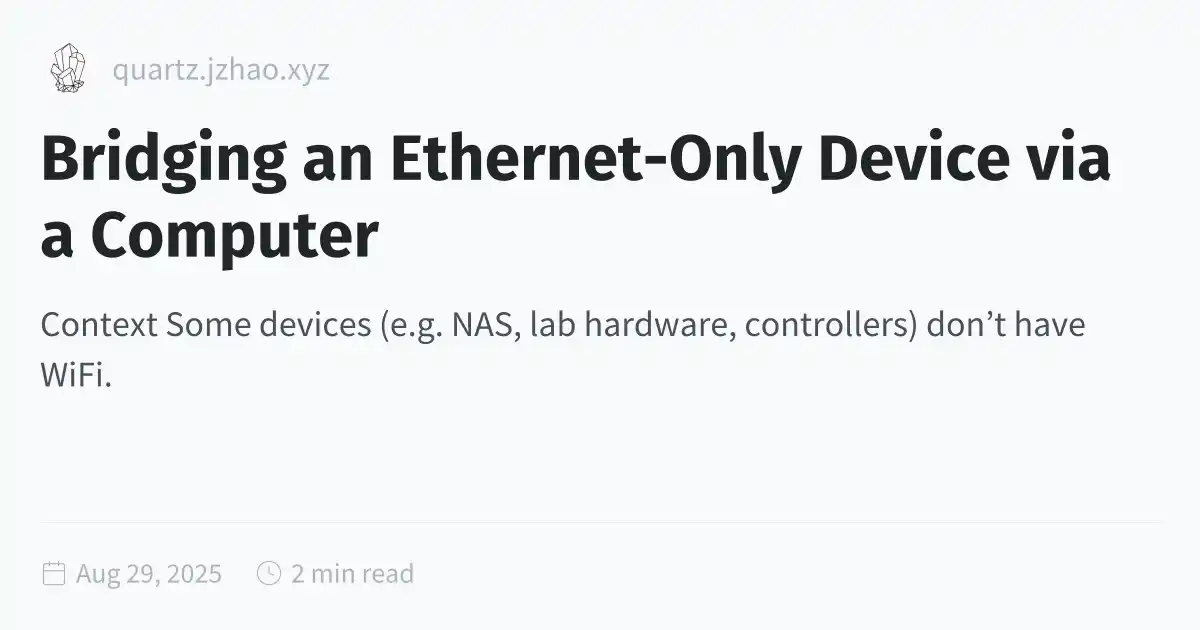 quartz.jzhao.xyz
Bridging an Ethernet-Only Device via
a Computer
Context Some devices (e.g. NAS, lab hardware, controllers) don’t have
WiFi.
Aug 29, 2025 2 min read